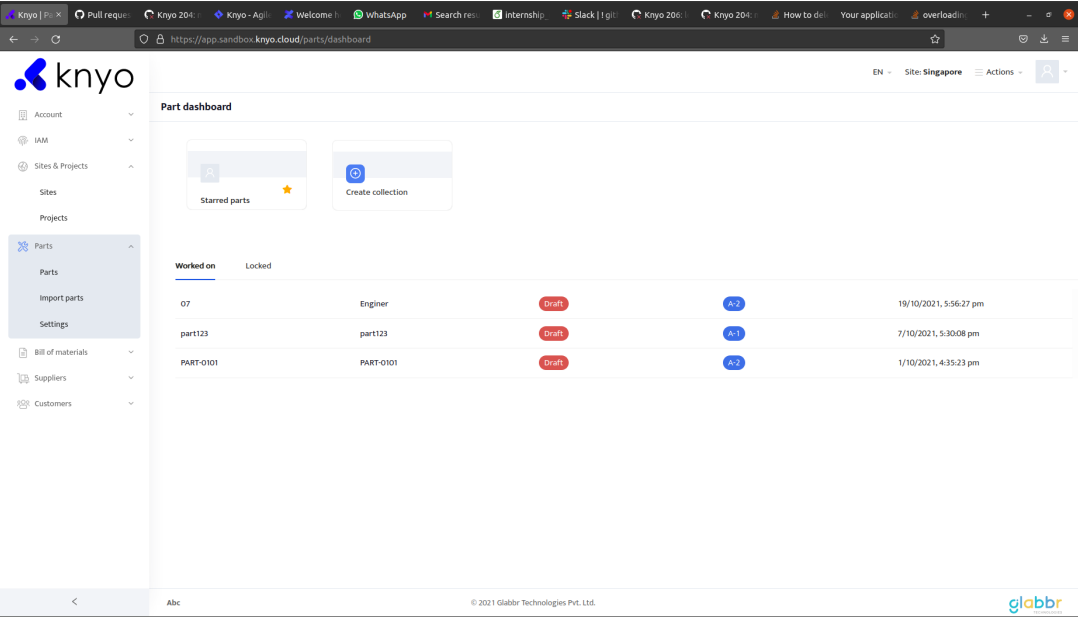 Knyo | Pa
Pull reques
Knyo 204:
Knyo - Agil
Welcome h
WhatsApp
Search resu
internship_
Slack | ! git
Knyo 206:
Knyo 204:
How to del
Your applicatio
overloading
https://app.sandbox.knyo.cloud/parts/dashboard
knyo
EN
Site: Singapore
Actions
Account
IAM
Sites & Projects
Sites
Projects
Parts
Parts
Import parts
Settings
Bill of materials
Suppliers
Customers
Part dashboard
Starred parts
Create collection
Worked on Locked
07 Enginer Draft A-2 19/10/2021, 5:56:27 pm
part123 part123 Draft A-1 7/10/2021, 5:30:08 pm
PART-0101 PART-0101 Draft A-2 1/10/2021, 4:35:23 pm
Abc
© 2021 Glabbr Technologies Pvt. Ltd.
glabbr